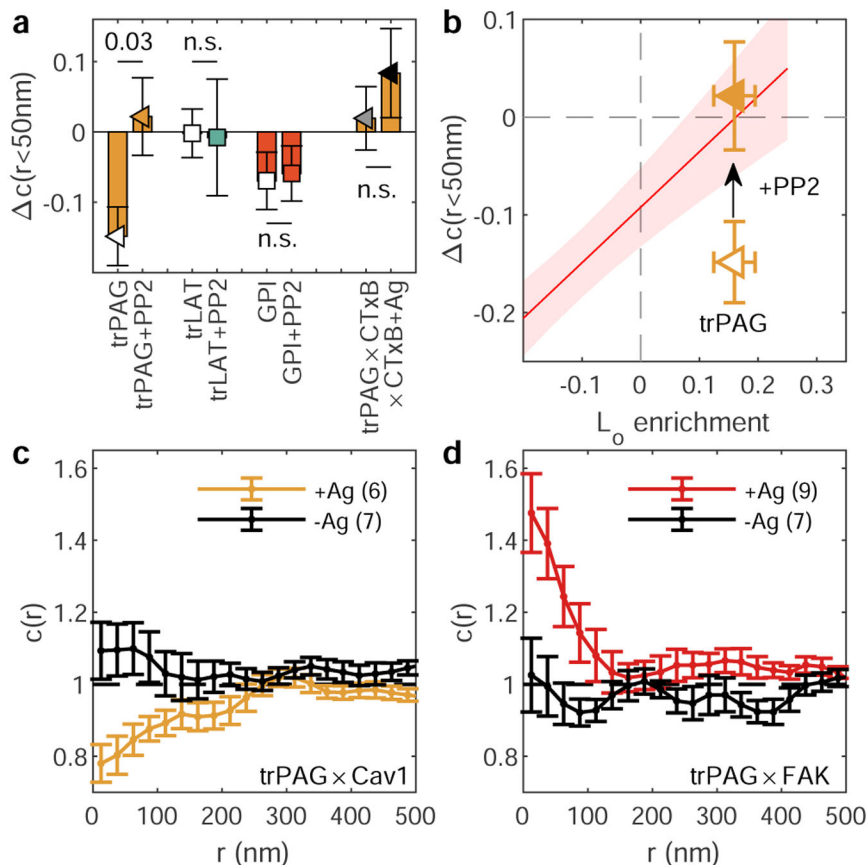 a
Δc(r<50nm)
0.1
0
-0.1
0.03
n.s.
n.s.
n.s.
trPAG
trPAG+PP2
trLAT
trLAT+PP2
GPI
GPI+PP2
trPAG×CTxB
×CTxB+Ag
b
Δc(r<50nm)
0.1
0
-0.1
-0.2
+PP2
trPAG
-0.1
0
0.1
0.2
0.3
Lo enrichment
c
c(r)
1.6
1.4
1.2
1
0.8
+Ag (6)
-Ag (7)
trPAG×Cav1
0
100
200
300
400
500
r (nm)
d
c(r)
1.6
1.4
1.2
1
0.8
+Ag (9)
-Ag (7)
trPAG×FAK
0
100
200
300
400
500
r (nm)